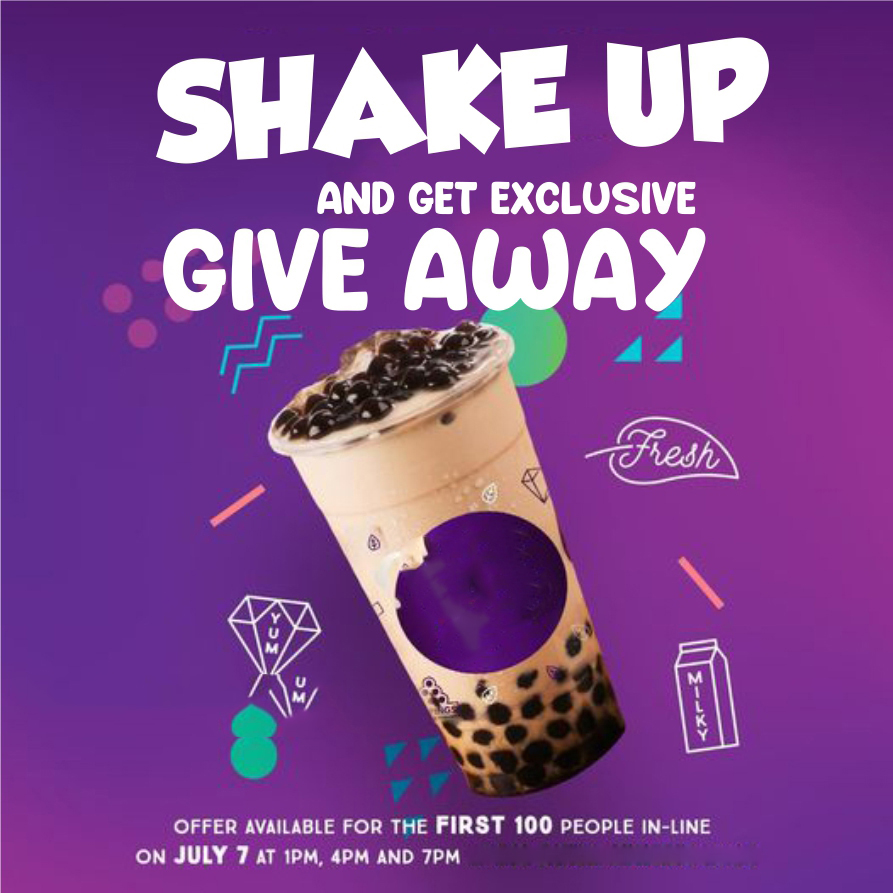 SHAKE UP
AND GET EXCLUSIVE
GIVE AWAY
Fresh
YUM
UM
MILKY
OFFER AVAILABLE FOR THE FIRST 100 PEOPLE IN-LINE
ON JULY 7 AT 1PM, 4PM AND 7PM